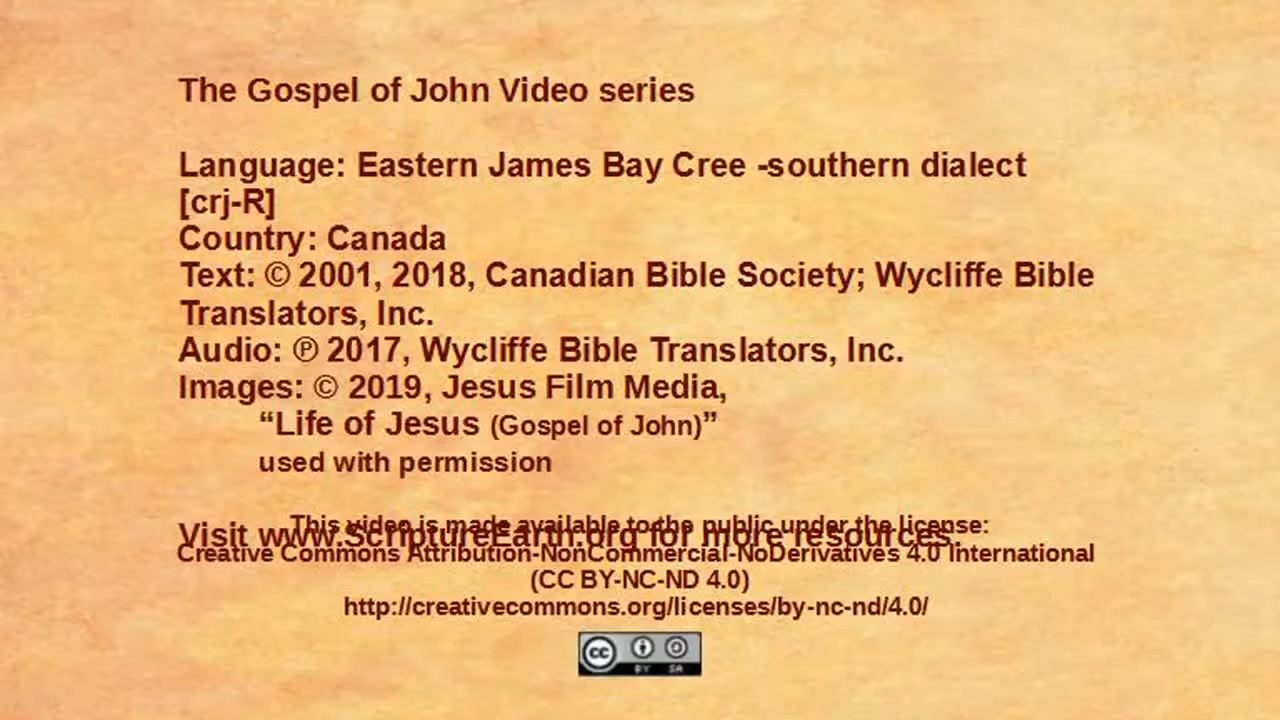 The Gospel of John Video series
Language: Eastern James Bay Cree -southern dialect
[crj-R]
Country: Canada
Text: © 2001, 2018, Canadian Bible Society; Wycliffe Bible
Translators, Inc.
Audio: ℗ 2017, Wycliffe Bible Translators, Inc.
Images: © 2019, Jesus Film Media,
“Life of Jesus (Gospel of John)”
used with permission
This video is made available to the public under the license:
Visit www.ScriptureEarth.org for more resources.
Creative Commons Attribution-NonCommercial-NoDerivatives 4.0 International
(CC BY-NC-ND 4.0)
http://creativecommons.org/licenses/by-nc-nd/4.0/
cc BY SA